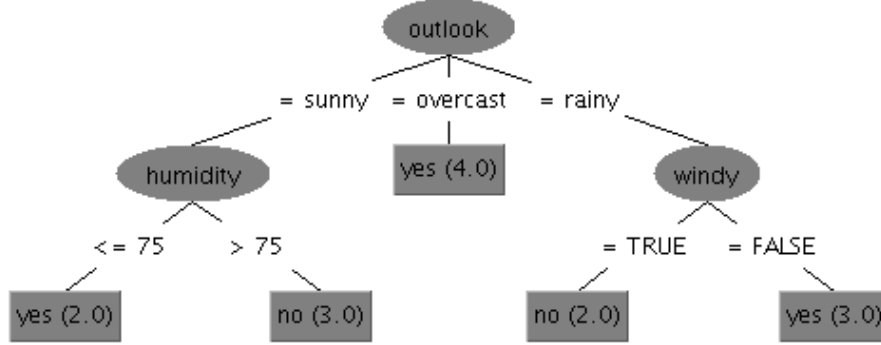 outlook
= sunny = overcast = rainy
humidity yes (4.0) windy
<= 75 > 75 = TRUE = FALSE
yes (2.0) no (3.0) no (2.0) yes (3.0)